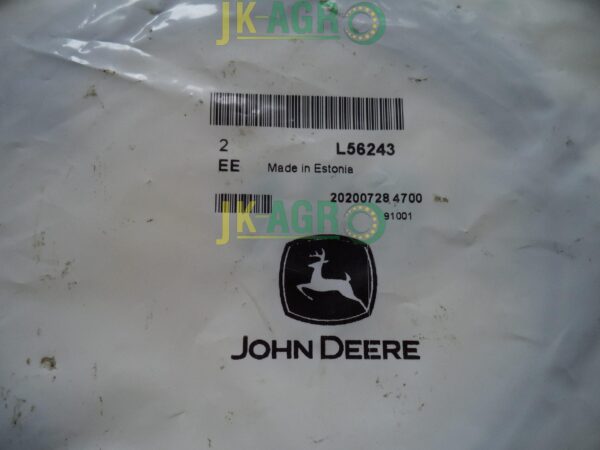 JK-AGRO
2 L56243
EE Made in Estonia
20200728 4700
91001
JK-AGRO
JOHN DEERE